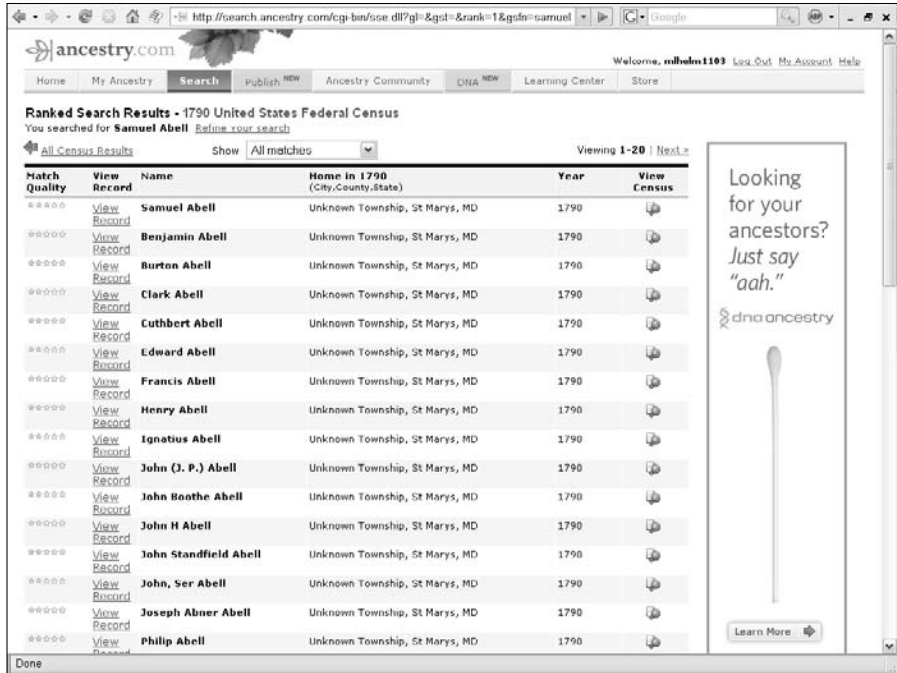 http://search.ancestry.com/cgi-bin/sse.dll?gl=&gst=&rank=1&gsfn=samuel
Google
ancestry.com
Welcome, mlhelm1103 Log Out My Account Help
Home My Ancestry Search Publish NEW Ancestry Community DNA NEW Learning Center Store
Ranked Search Results - 1790 United States Federal Census
You searched for Samuel Abell Refine your search
All Census Results Show All matches Viewing 1-20 | Next »
Match Quality View Record Name Home in 1790 (City,County,State) Year View Census
View Record Samuel Abell Unknown Township, St Marys, MD 1790
View Record Benjamin Abell Unknown Township, St Marys, MD 1790
View Record Burton Abell Unknown Township, St Marys, MD 1790
View Record Clark Abell Unknown Township, St Marys, MD 1790
View Record Cuthbert Abell Unknown Township, St Marys, MD 1790
View Record Edward Abell Unknown Township, St Marys, MD 1790
View Record Francis Abell Unknown Township, St Marys, MD 1790
View Record Henry Abell Unknown Township, St Marys, MD 1790
View Record Ignatius Abell Unknown Township, St Marys, MD 1790
View Record John (J. P.) Abell Unknown Township, St Marys, MD 1790
View Record John Boothe Abell Unknown Township, St Marys, MD 1790
View Record John H Abell Unknown Township, St Marys, MD 1790
View Record John Standfield Abell Unknown Township, St Marys, MD 1790
View Record John, Ser Abell Unknown Township, St Marys, MD 1790
View Record Joseph Abner Abell Unknown Township, St Marys, MD 1790
View Philip Abell Unknown Township, St Marys, MD 1790
Looking
for your
ancestors?
Just say
"aah."
dna ancestry
Learn More
Done